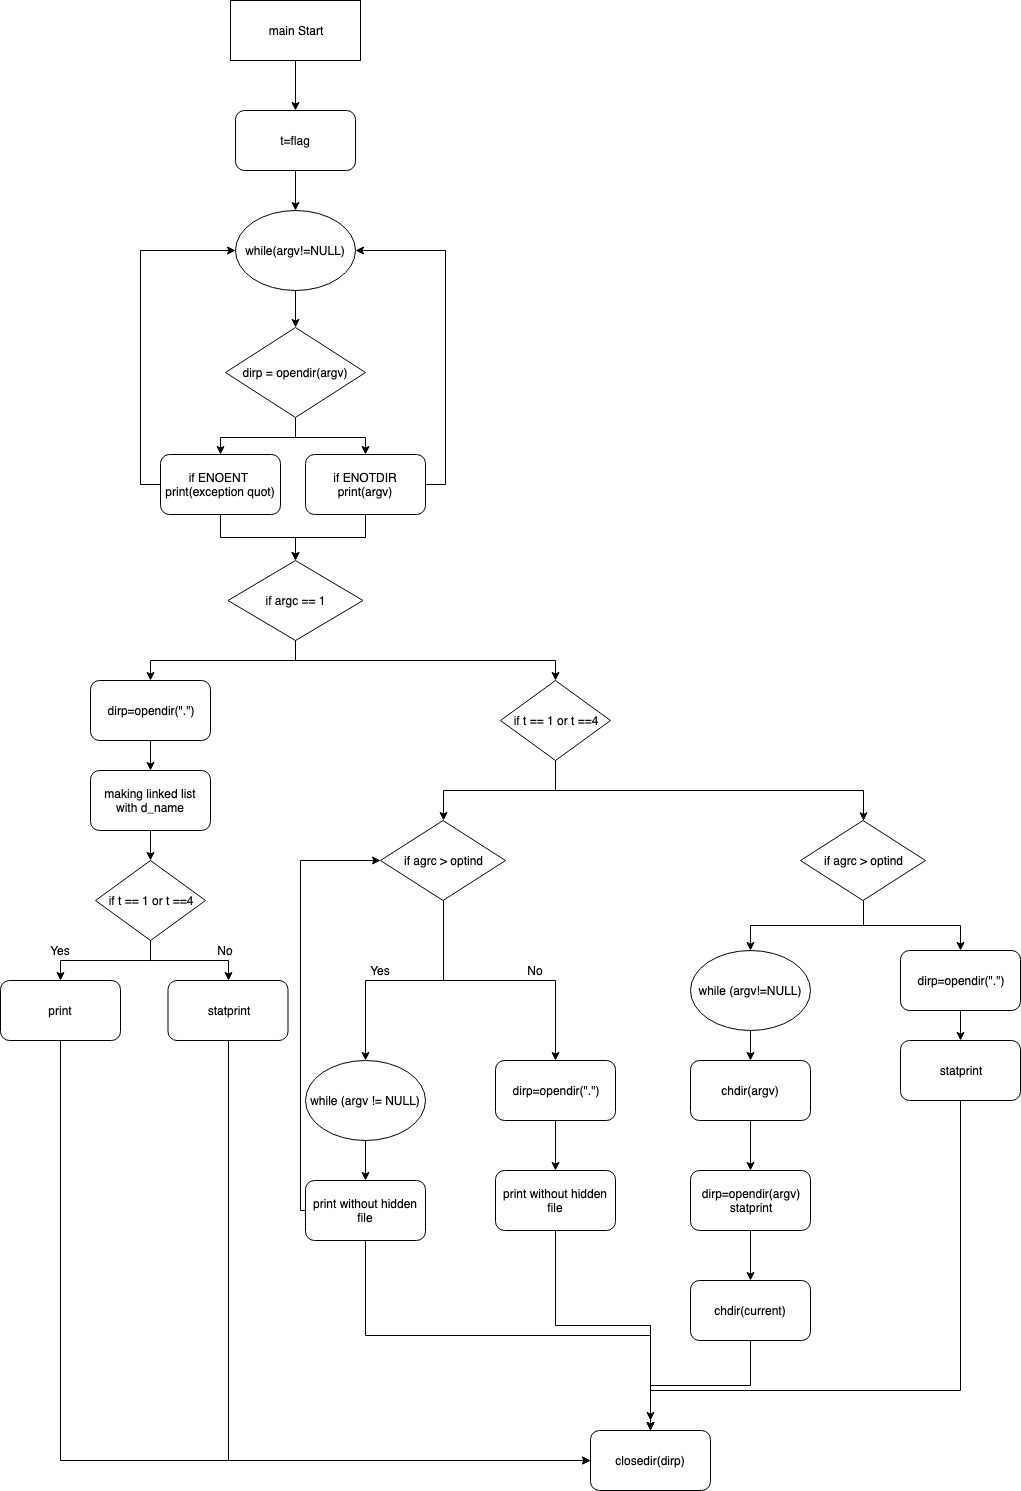 main Start
t=flag
while(argv!=NULL)
dirp = opendir(argv)
if ENOENT
print(exception quot)
if ENOTDIR
print(argv)
if argc == 1
dirp=opendir(".")
if t == 1 or t ==4
making linked list
with d_name
if agrc > optind
if agrc > optind
if t == 1 or t ==4
Yes
No
print
statprint
Yes
No
while (argv != NULL)
dirp=opendir(".")
print without hidden
file
print without hidden
file
while (argv!=NULL)
dirp=opendir(".")
chdir(argv)
statprint
dirp=opendir(argv)
statprint
chdir(current)
closedir(dirp)